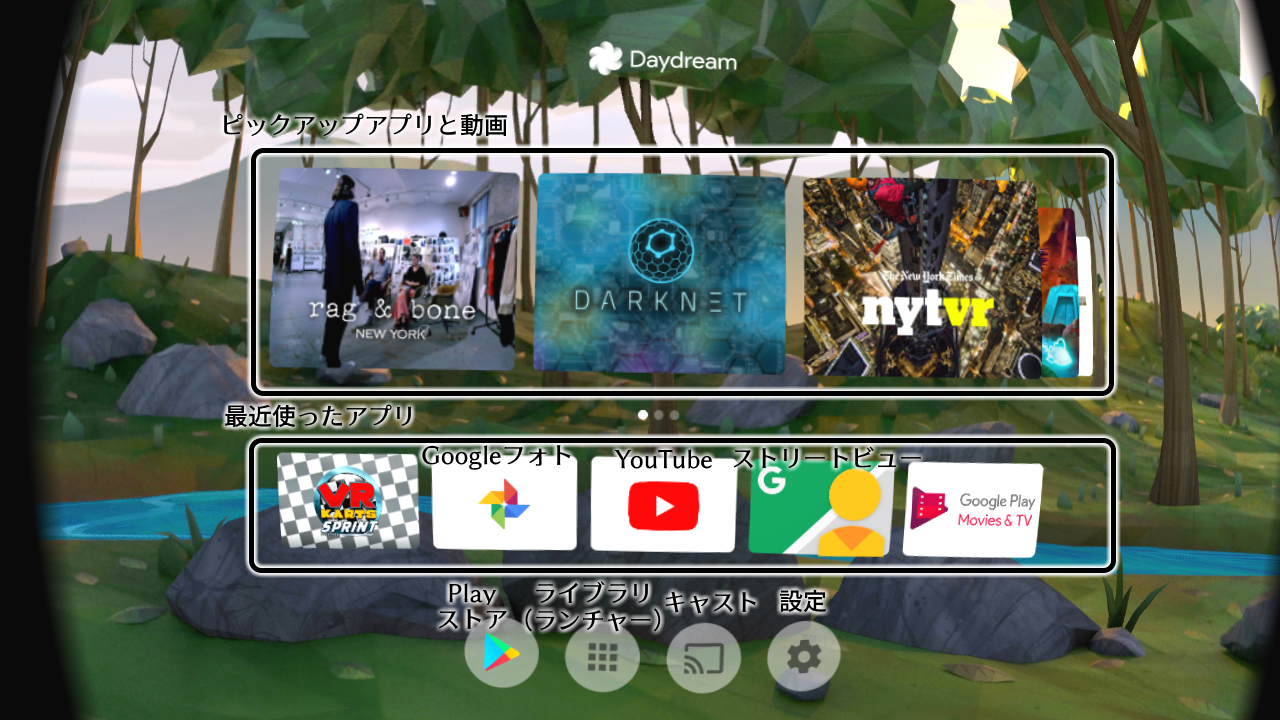 Daydream
ピックアップアプリと動画
rag & bone
NEW YORK
DARKNET
The New York Times
nytvr
最近使ったアプリ
Googleフォト
YouTube
ストリートビュー
VR
KARTS
SPRINT
G
Google Play
Movies & TV
Play
ストア
ライブラリ
(ランチャー)
キャスト
設定